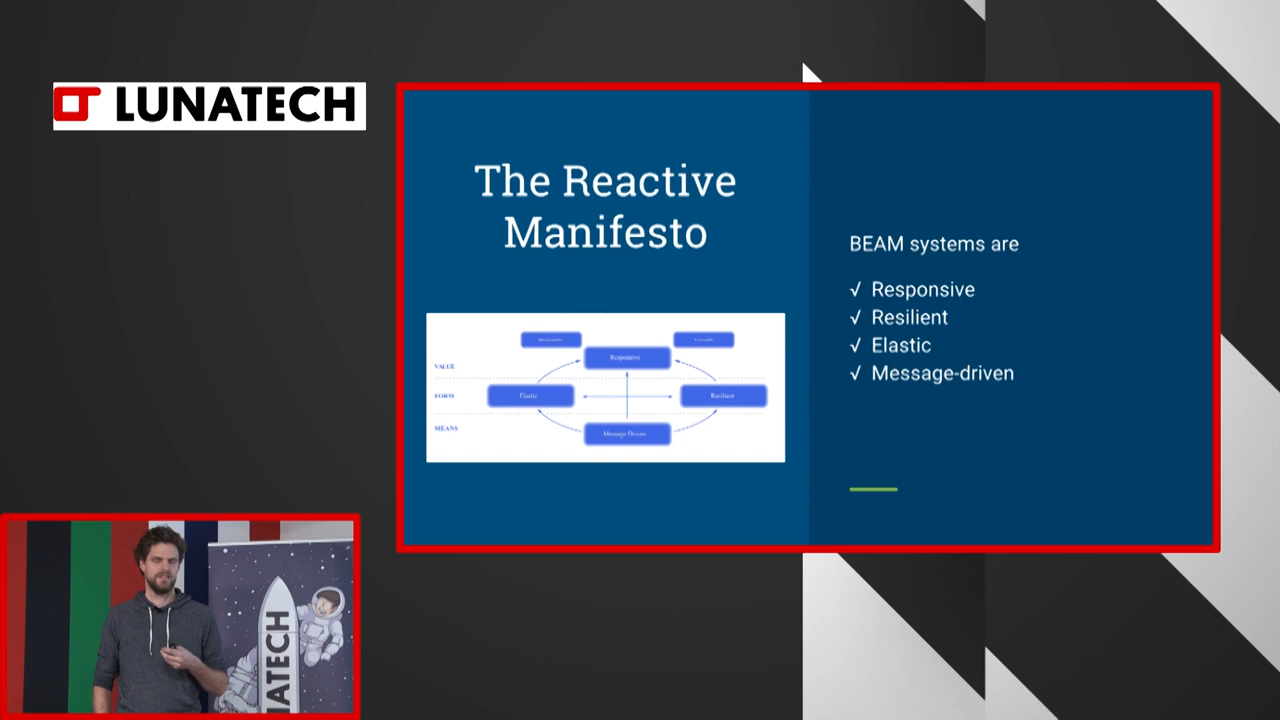 LUNATECH
The Reactive
Manifesto
VALUE
Responsive
FORM
Elastic
Resilient
MEANS
Message Driven
BEAM systems are
√ Responsive
√ Resilient
√ Elastic
√ Message-driven
NATECH